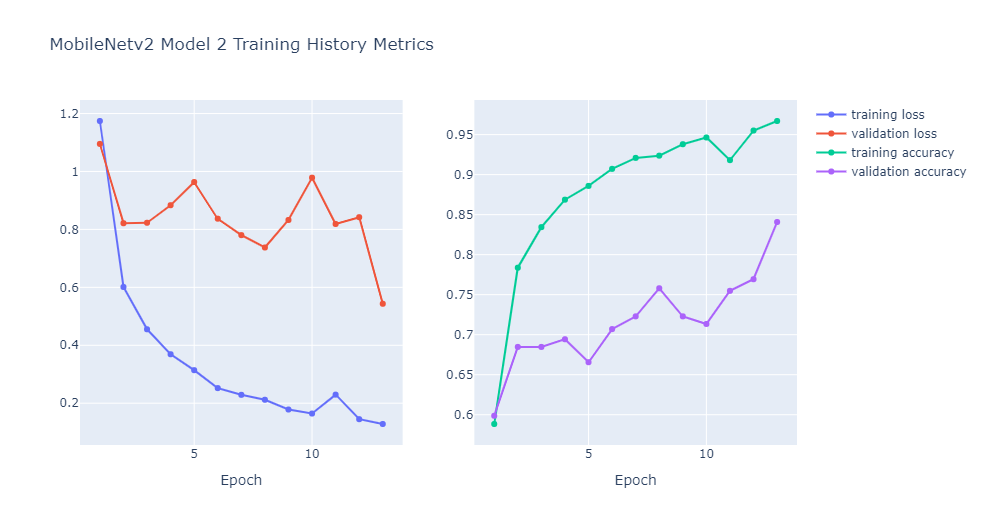 MobileNetv2 Model 2 Training History Metrics
1.2
1
0.8
0.6
0.4
0.2
5
10
Epoch
0.95
0.9
0.85
0.8
0.75
0.7
0.65
0.6
5
10
Epoch
training loss
validation loss
training accuracy
validation accuracy